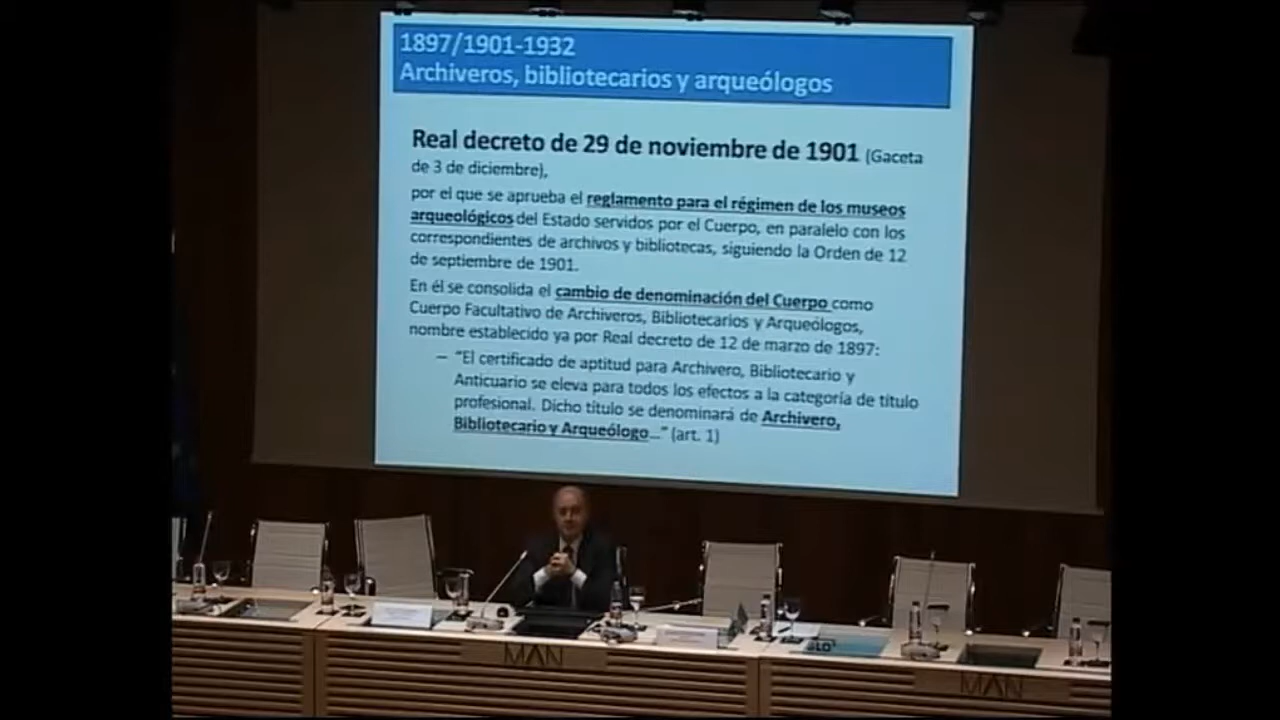 1897/1901-1932
Archiveros, bibliotecarios y arqueólogos
Real decreto de 29 de noviembre de 1901 (Gaceta
de 3 de diciembre),
por el que se aprueba el reglamento para el régimen de los museos
arqueológicos del Estado servidos por el Cuerpo, en paralelo con los
correspondientes de archivos y bibliotecas, siguiendo la Orden de 12
de septiembre de 1901.
En él se consolida el cambio de denominación del Cuerpo como
Cuerpo Facultativo de Archiveros, Bibliotecarios y Arqueólogos,
nombre establecido ya por Real decreto de 12 de marzo de 1897:
– "El certificado de aptitud para Archivero, Bibliotecario y
Anticuario se eleva para todos los efectos a la categoría de título
profesional. Dicho título se denominará de Archivero,
Bibliotecario y Arqueólogo..." (art. 1)
MAN
MAN